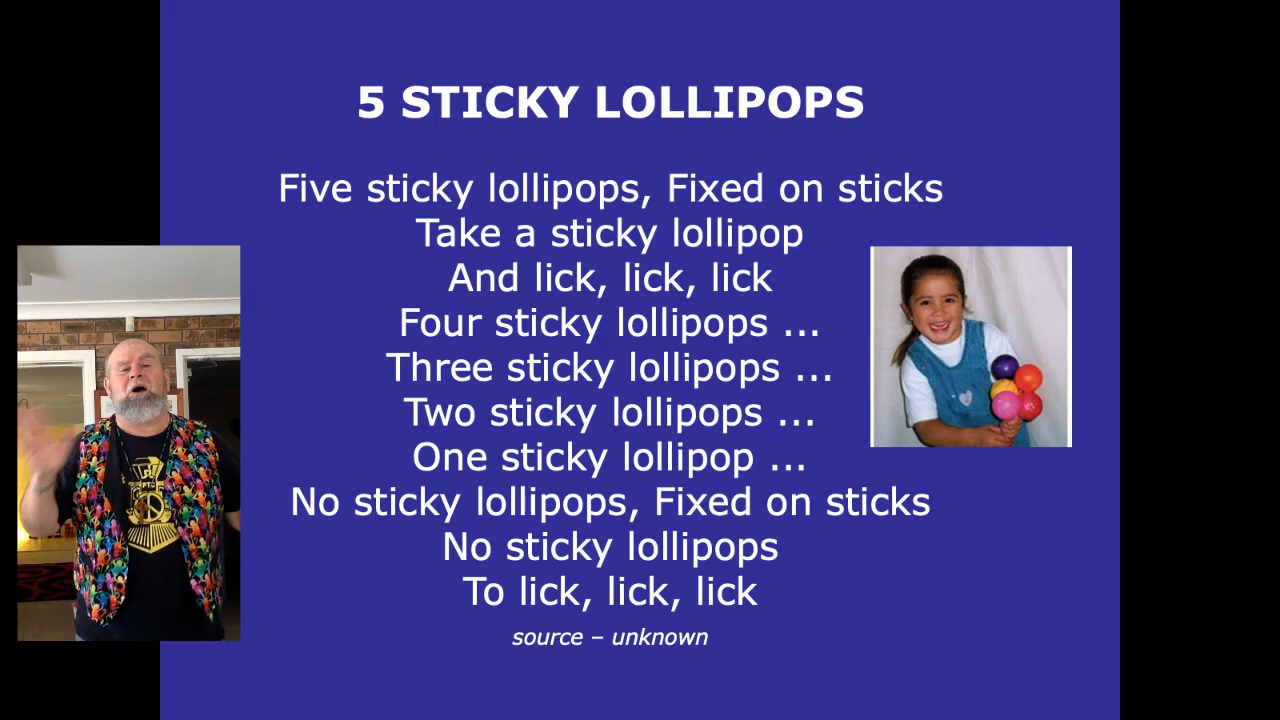 5 STICKY LOLLIPOPS
Five sticky lollipops, Fixed on sticks
Take a sticky lollipop
And lick, lick, lick
Four sticky lollipops ...
Three sticky lollipops ...
Two sticky lollipops ...
One sticky lollipop ...
No sticky lollipops, Fixed on sticks
No sticky lollipops
To lick, lick, lick
source – unknown